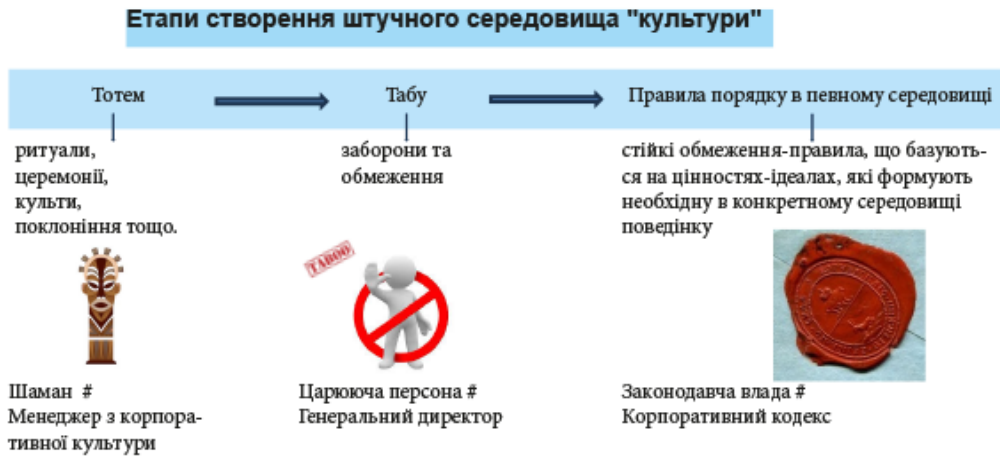 Етапи створення штучного середовища "культури"
Тотем
Табу
Правила порядку в певному середовищі
ритуали,
церемонії,
культи,
поклоніння тощо.
заборони та
обмеження
стійкі обмеження-правила, що базують-
ся на цінностях-ідеалах, які формують
необхідну в конкретному середовищі
поведінку
TABOO
Шаман #
Менеджер з корпора-
тивної культури
Царююча персона #
Генеральний директор
Законодавча влада #
Корпоративний кодекс